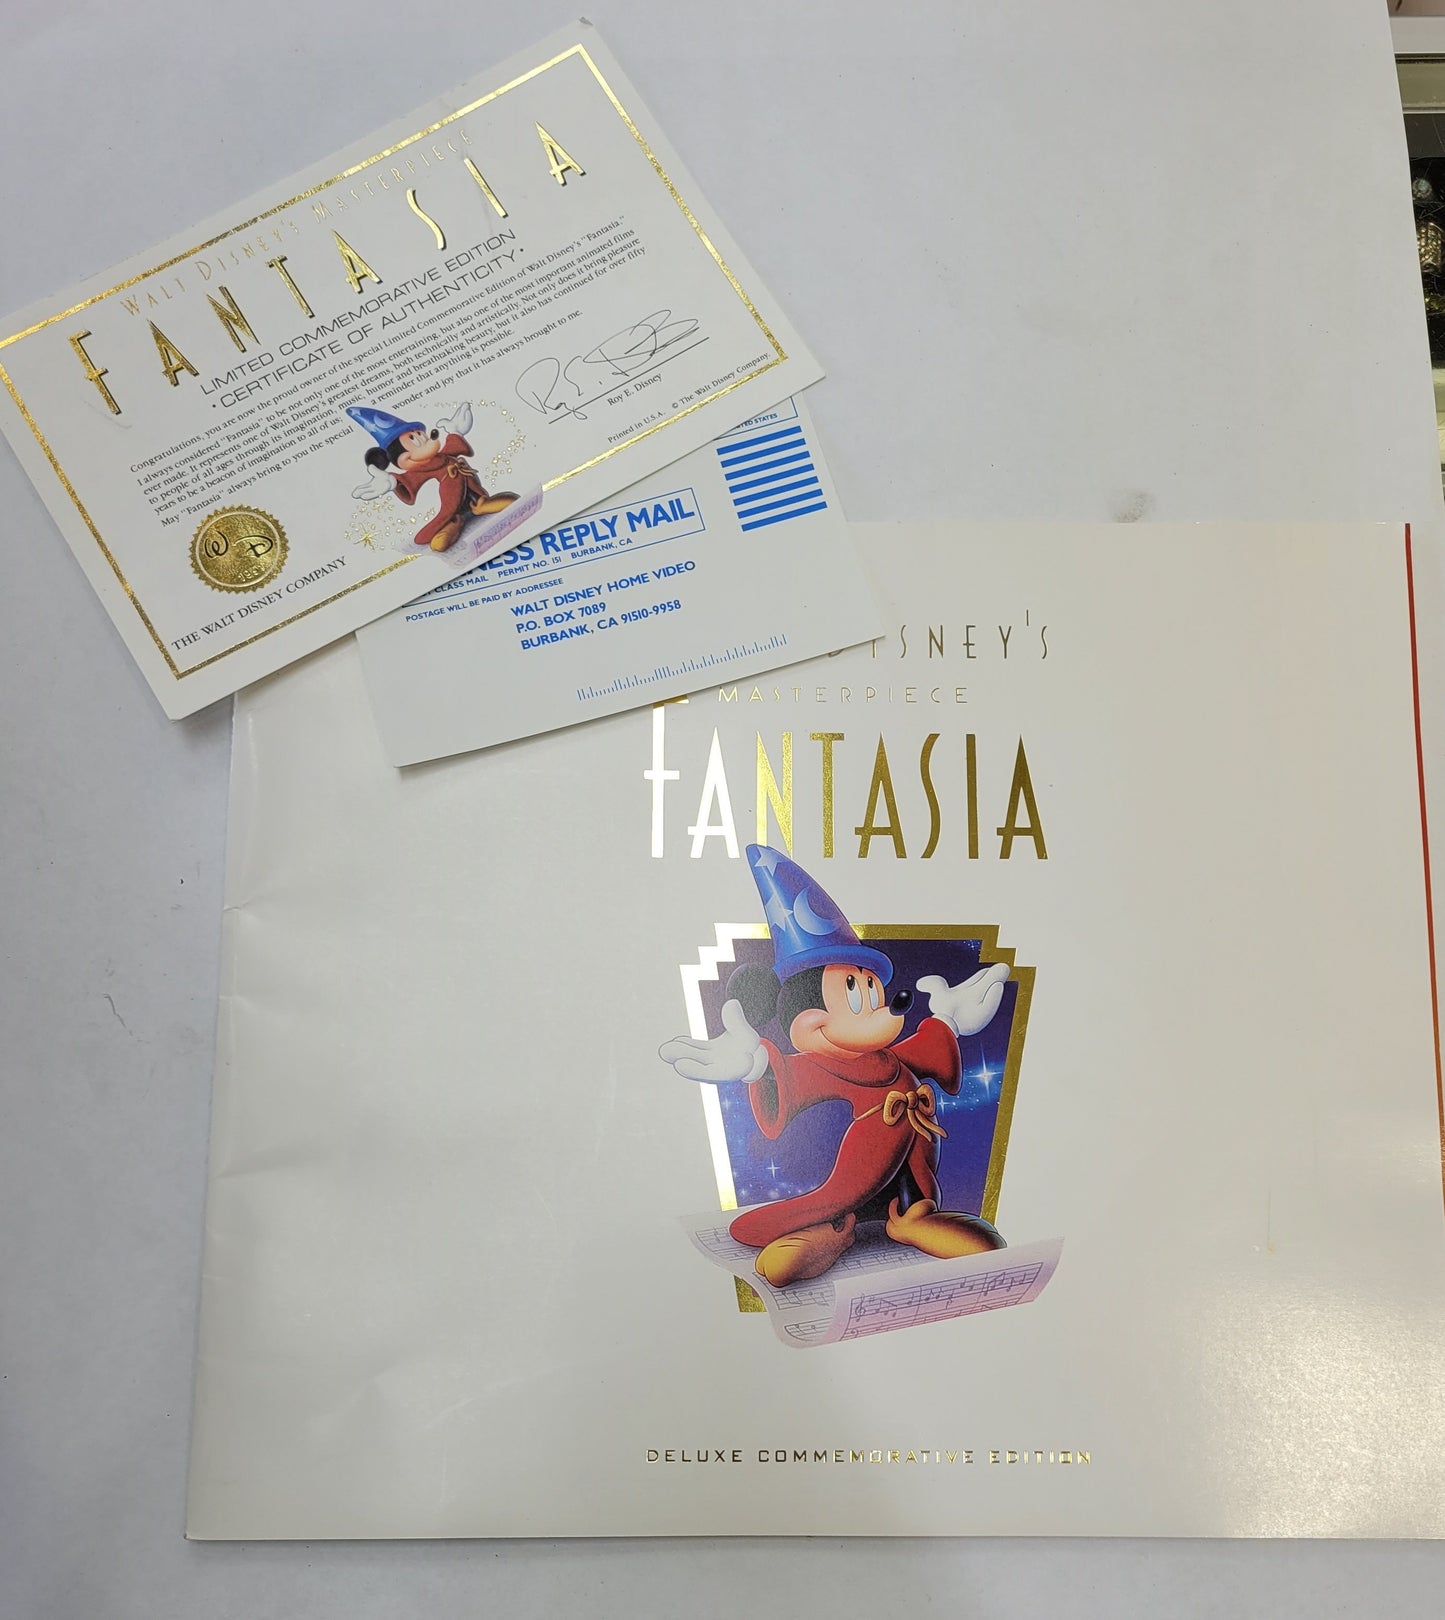 WALT DISNEY'S MASTERPIECE
FANTASIA
LIMITED COMMEMORATIVE EDITION
• CERTIFICATE OF AUTHENTICITY •
Congratulations, you are now the proud owner of the special Limited Commemorative Edition of Walt Disney's "Fantasia."
I always considered "Fantasia" to be not only one of the most entertaining, but also one of the most important animated films
ever made. It represents one of Walt Disney's greatest dreams, both technically and artistically. Not only does it bring pleasure
to people of all ages through its imagination, music, humor and breathtaking beauty, but it also has continued for over fifty
years to be a beacon of imagination to all of us: a reminder that anything is possible.
May "Fantasia" always bring to you the special wonder and joy that it has always brought to me.
Roy E. Disney
Printed in U.S.A. © The Walt Disney Company.
WD
THE WALT DISNEY COMPANY
REPLY MAIL
CLASS MAIL PERMIT NO. 151 BURBANK, CA
POSTAGE WILL BE PAID BY ADDRESSEE
WALT DISNEY HOME VIDEO
P.O. BOX 7089
BURBANK, CA 91510-9958
STATES
DISNEY'S
MASTERPIECE
FANTASIA
DELUXE COMMEMORATIVE EDITION